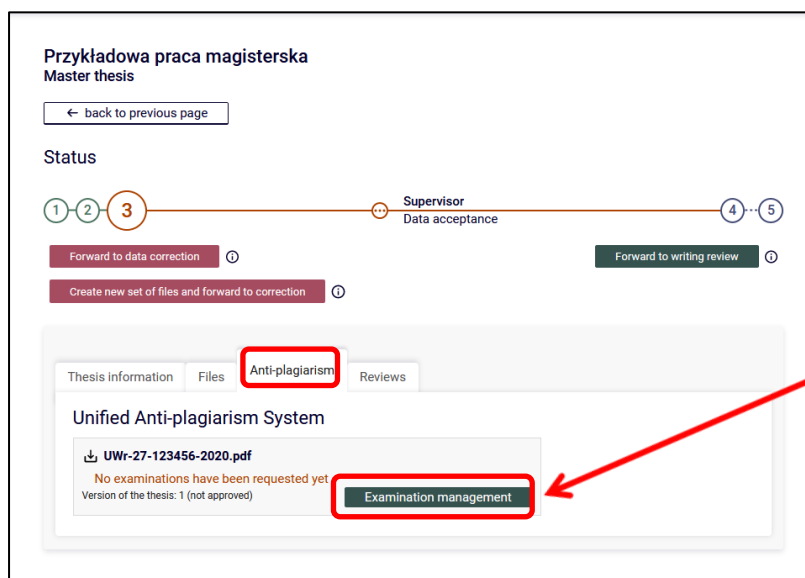 Przykładowa praca magisterska
Master thesis
← back to previous page
Status
1 2 3 Supervisor 4 5
Data acceptance
Forward to data correction
Forward to writing review
Create new set of files and forward to correction
Thesis information Files Anti-plagiarism Reviews
Unified Anti-plagiarism System
UWr-27-123456-2020.pdf
No examinations have been requested yet
Version of the thesis: 1 (not approved)
Examination management